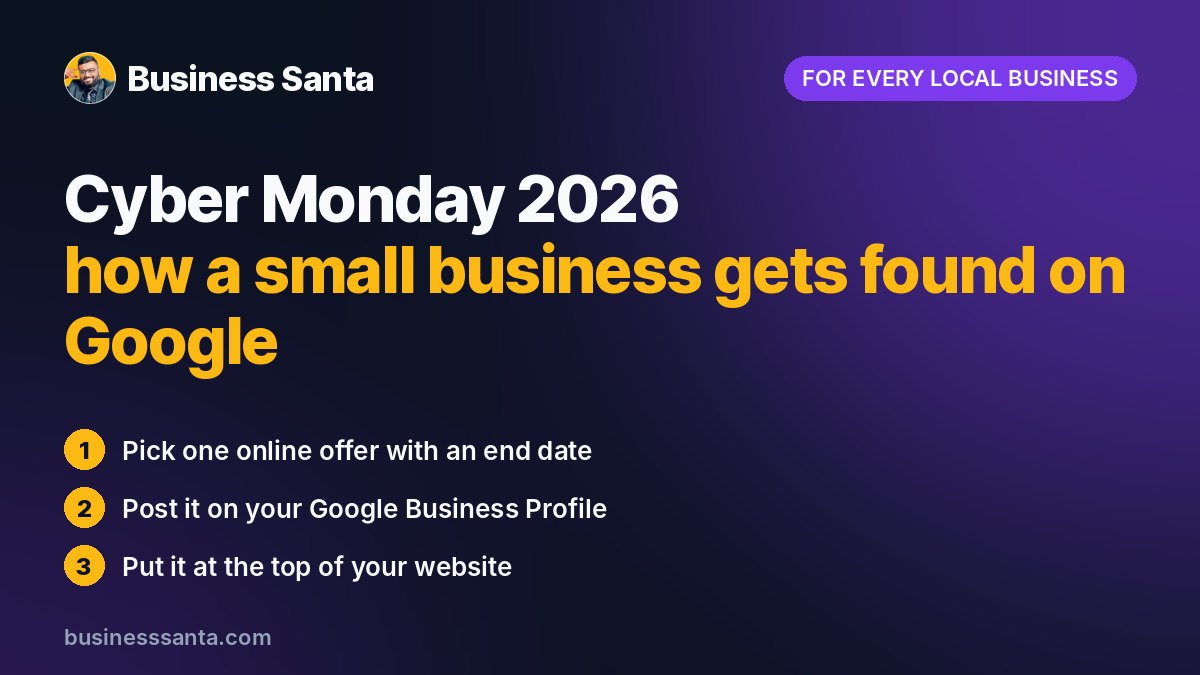 Business Santa
FOR EVERY LOCAL BUSINESS
Cyber Monday 2026
how a small business gets found on
Google
1 Pick one online offer with an end date
2 Post it on your Google Business Profile
3 Put it at the top of your website
businesssanta.com